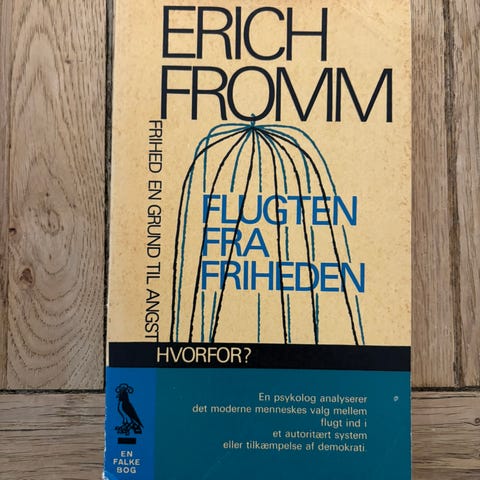 ERICH
FROMM
FRIHED EN GRUND TIL ANGST
FLUGTEN
FRA
FRIHEDEN
HVORFOR?
En psykolog analyserer
det moderne menneskes valg mellem
flugt ind i
et autoritært system
eller tilkæmpelse af demokrati.
EN
FALKE
BOG